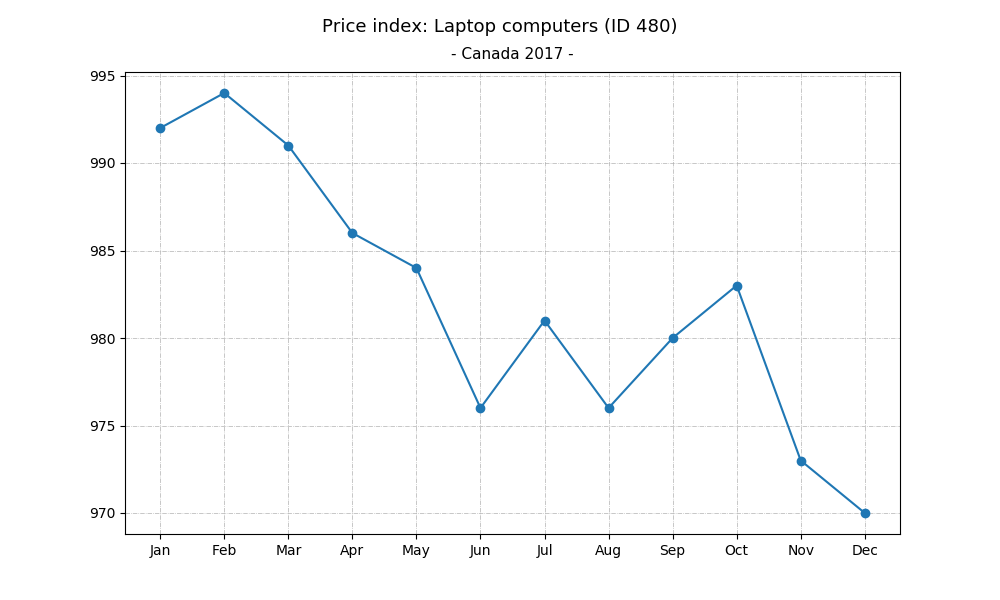 Price index: Laptop computers (ID 480)
- Canada 2017 -
995
990
985
980
975
970
Jan Feb Mar Apr May Jun Jul Aug Sep Oct Nov Dec